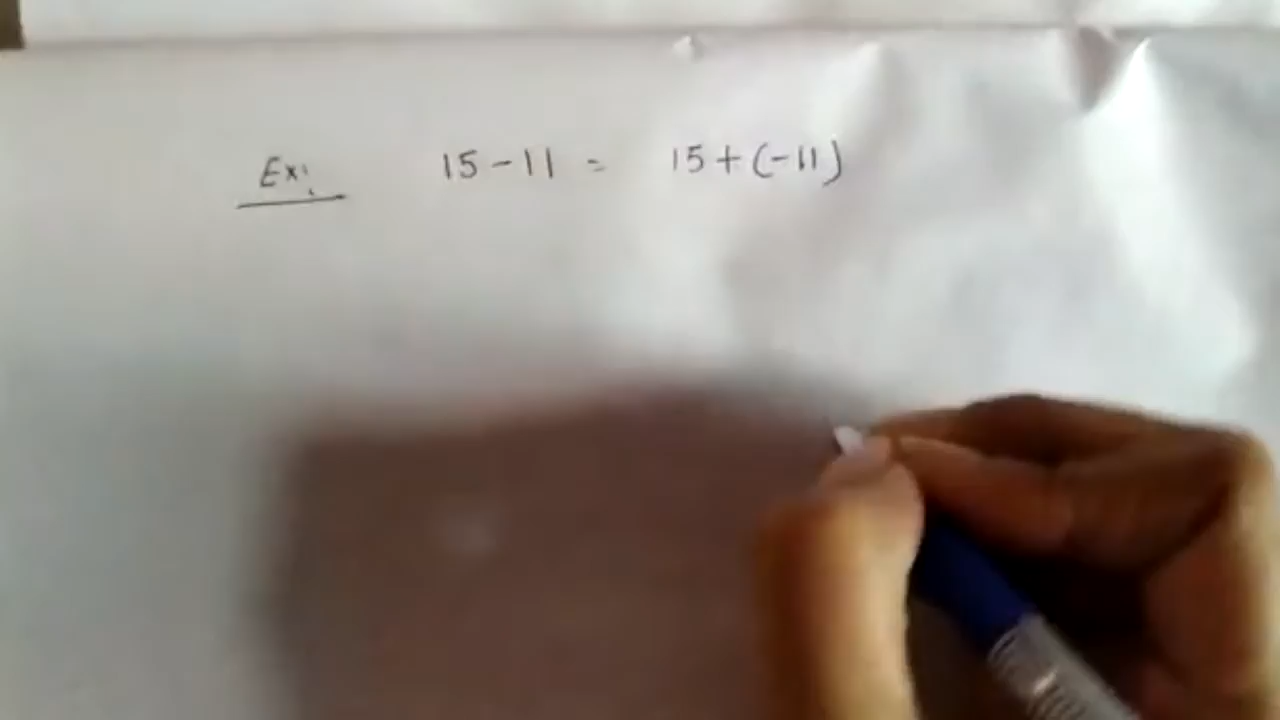 Ex: 15 - 11 = 15 + (-11)